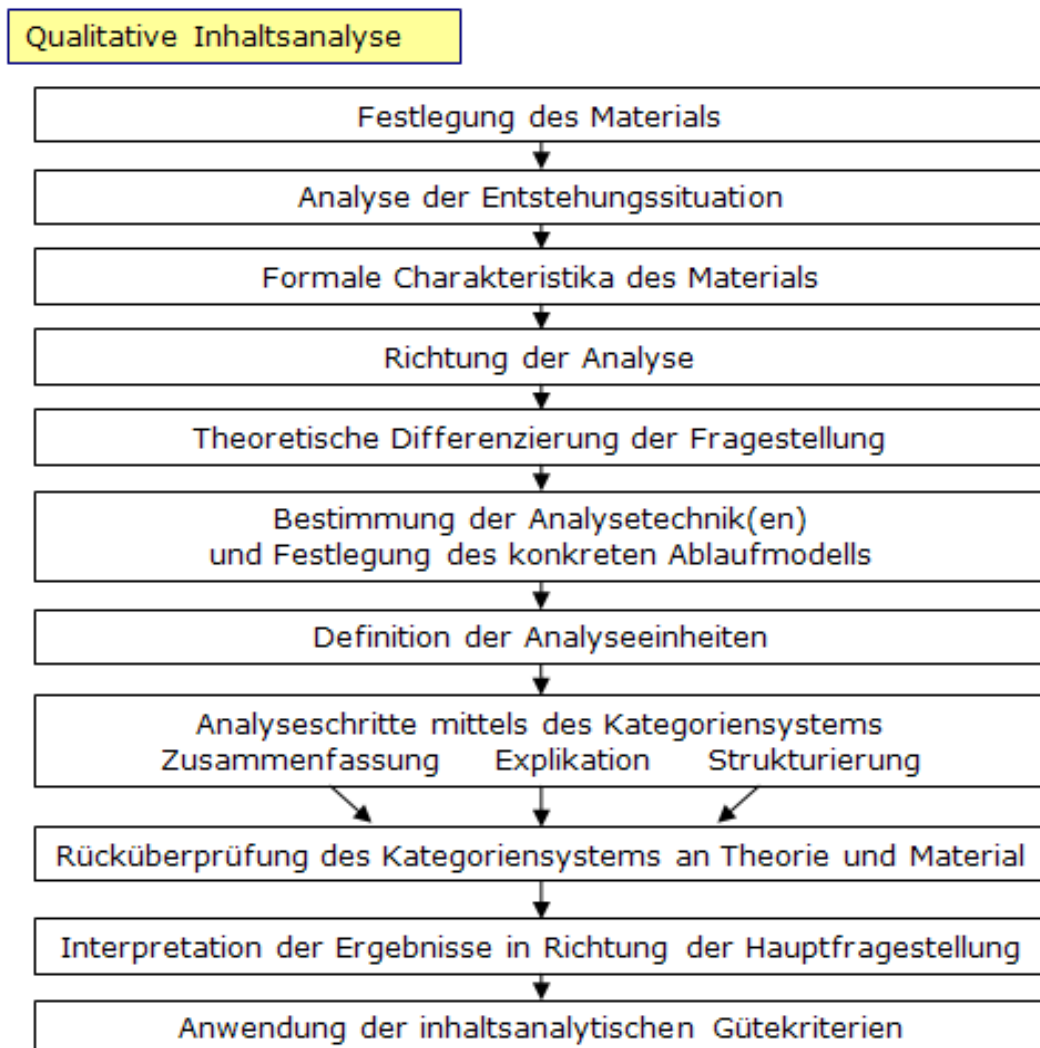 Qualitative Inhaltsanalyse
Festlegung des Materials
Analyse der Entstehungssituation
Formale Charakteristika des Materials
Richtung der Analyse
Theoretische Differenzierung der Fragestellung
Bestimmung der Analysetechnik(en)
und Festlegung des konkreten Ablaufmodells
Definition der Analyseeinheiten
Analyseschritte mittels des Kategoriensystems
Zusammenfassung Explikation Strukturierung
Rücküberprüfung des Kategoriensystems an Theorie und Material
Interpretation der Ergebnisse in Richtung der Hauptfragestellung
Anwendung der inhaltsanalytischen Gütekriterien